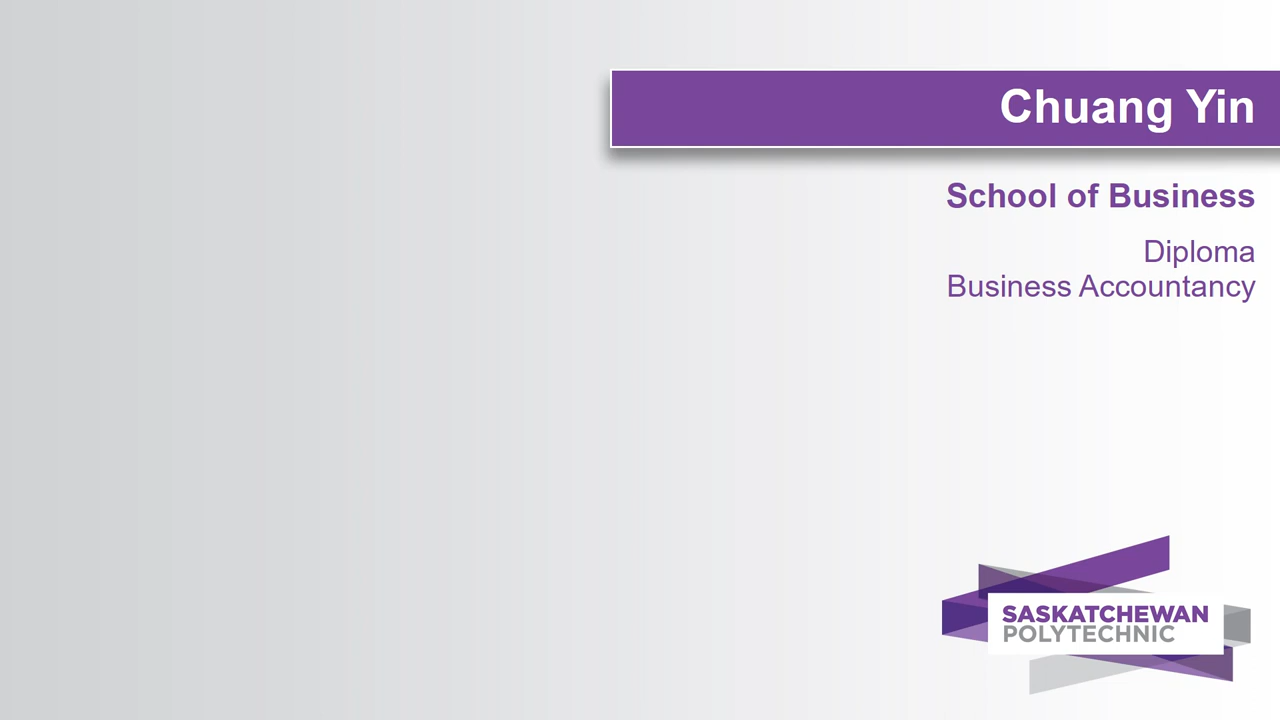 Chuang Yin
School of Business
Diploma
Business Accountancy
SASKATCHEWAN
POLYTECHNIC